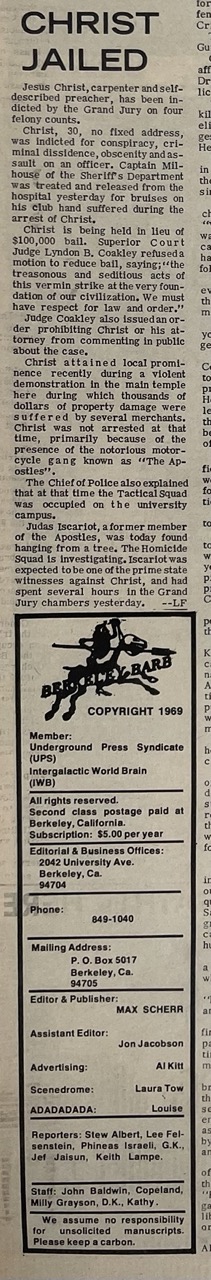 CHRIST
JAILED
Jesus Christ, carpenter and self-
described preacher, has been in-
dicted by the Grand Jury on four
felony counts.
Christ, 30, no fixed address,
was indicted for conspiracy, cri-
minal dissidence, obscenity and as-
sault on an officer. Captain Mil-
house of the Sheriff's Department
was treated and released from the
hospital yesterday for bruises on
his club hand suffered during the
arrest of Christ.
Christ is being held in lieu of
$100,000 bail. Superior Court
Judge Lyndon B. Coakley refused a
motion to reduce bail, saying; "the
treasonous and seditious acts of
this vermin strike at the very foun-
dation of our civilization. We must
have respect for law and order."
Judge Coakley also issued an or-
der prohibiting Christ or his at-
torney from commenting in public
about the case.
Christ attained local promi-
nence recently during a violent
demonstration in the main temple
here during which thousands of
dollars of property damage were
suffered by several merchants.
Christ was not arrested at that
time, primarily because of the
presence of the notorious motor-
cycle gang known as "The Ap-
ostles".
The Chief of Police also explained
that at that time the Tactical Squad
was occupied on the university
campus.
Judas Iscariot, a former member
of the Apostles, was today found
hanging from a tree. The Homicide
Squad is investigating. Iscariot was
expected to be one of the prime state
witnesses against Christ, and had
spent several hours in the Grand
Jury chambers yesterday. --LF
BERKELEY BARB
COPYRIGHT 1969
Member:
Underground Press Syndicate
(UPS)
Intergalactic World Brain
(IWB)
All rights reserved.
Second class postage paid at
Berkeley, California.
Subscription: $5.00 per year
Editorial & Business Offices:
2042 University Ave.
Berkeley, Ca.
94704
Phone:
849-1040
Mailing Address:
P. O. Box 5017
Berkeley, Ca.
94705
Editor & Publisher:
MAX SCHERR
Assistant Editor:
Jon Jacobson
Advertising: Al Kitt
Scenedrome: Laura Tow
ADADADADA: Louise
Reporters: Stew Albert, Lee Fel-
senstein, Phineas Israeli, G.K.,
Jef Jaisun, Keith Lampe.
Staff: John Baldwin, Copeland,
Milly Grayson, D.K., Kathy.
We assume no responsibility
for unsolicited manuscripts.
Please keep a carbon.